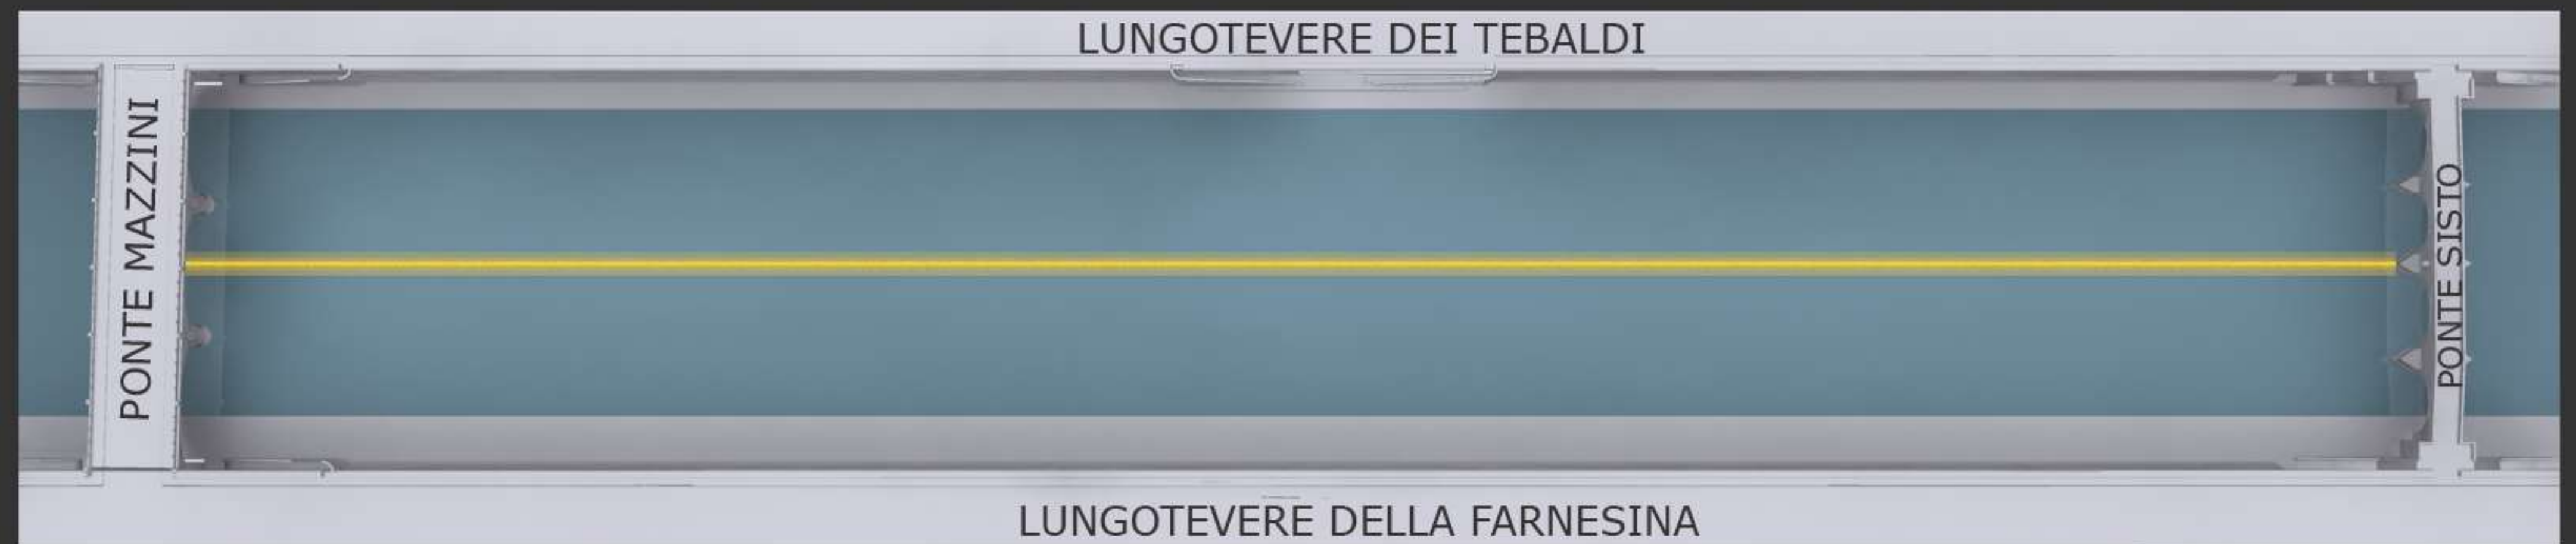 LUNGOTEVERE DEI TEBALDI
PONTE MAZZINI
PONTE SISTO
LUNGOTEVERE DELLA FARNESINA